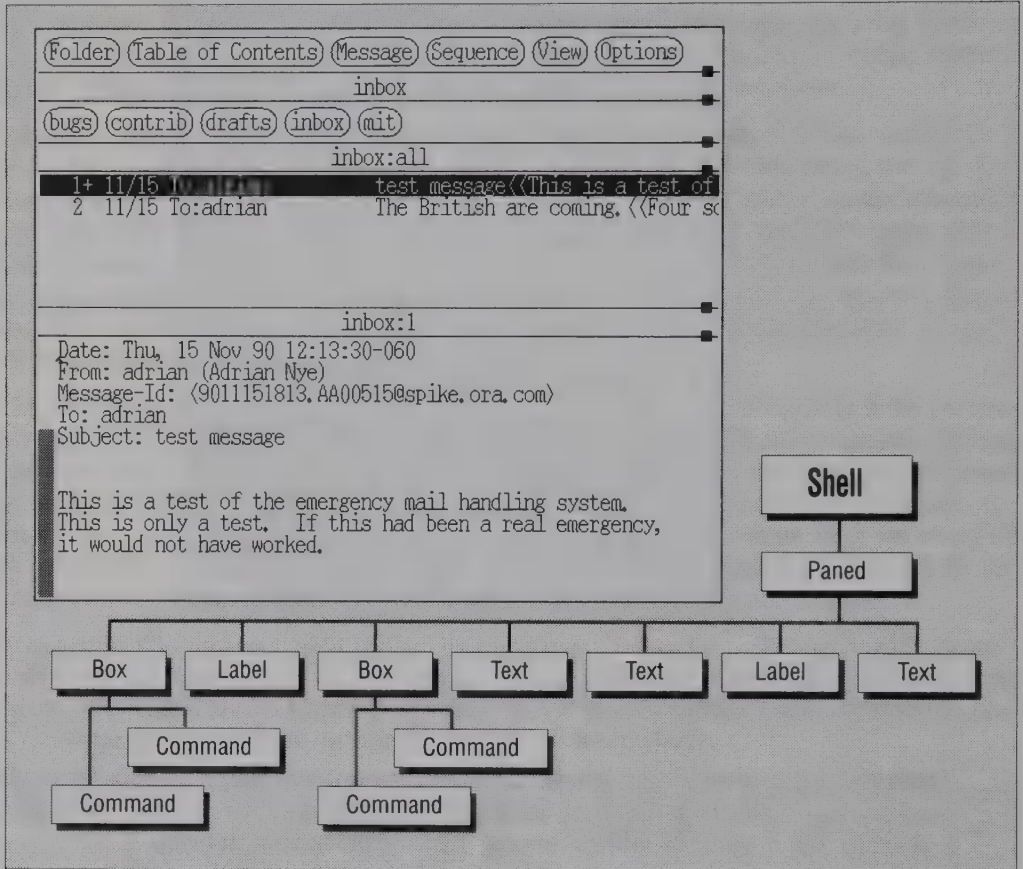 Folder Table of Contents Message Sequence View Options
inbox
bugs contrib drafts inbox mit
inbox:all
1+ 11/15 test message<<This is a test of
2 11/15 To:adrian The British are coming. <<Four so
inbox:1
Date: Thu, 15 Nov 90 12:13:30-060
From: adrian (Adrian Nye)
Message-Id: <9011151813.AA00515@spike.ora.com>
To: adrian
Subject: test message
This is a test of the emergency mail handling system.
This is only a test. If this had been a real emergency,
it would not have worked.
Shell
Paned
Box Label Box Text Text Label Text
Command Command
Command Command